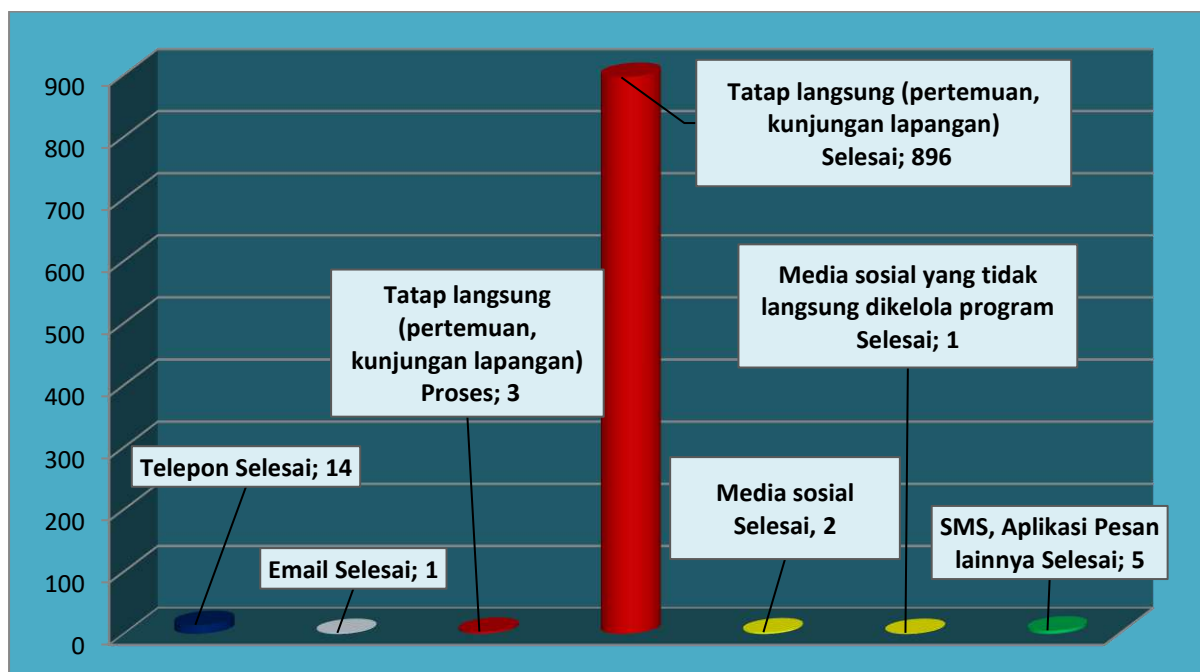 900
800
700
600
500
400
300
200
100
0
Telepon Selesai; 14
Email Selesai; 1
Tatap langsung
(pertemuan,
kunjungan lapangan)
Proses; 3
Tatap langsung (pertemuan,
kunjungan lapangan)
Selesai; 896
Media sosial
Selesai, 2
Media sosial yang tidak
langsung dikelola program
Selesai; 1
SMS, Aplikasi Pesan
lainnya Selesai; 5